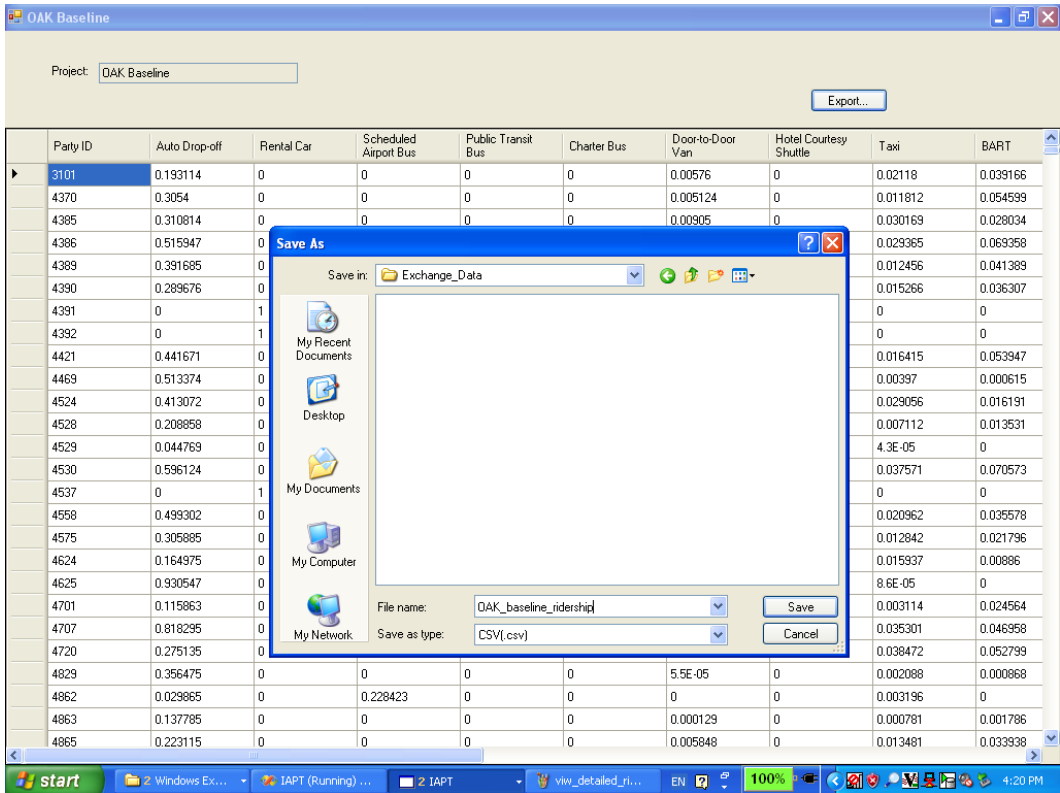 OAK Baseline
Project: OAK Baseline
Export...
Party ID Auto Drop-off Rental Car Scheduled Airport Bus Public Transit Bus Charter Bus Door-to-Door Van Hotel Courtesy Shuttle Taxi BART
3101 0.193114 0 0 0 0 0.00576 0 0.02118 0.039166
4370 0.3054 0 0 0 0 0.005124 0 0.011812 0.054599
4385 0.310814 0 0 0 0 0.00905 0 0.030169 0.028034
4386 0.515947 0 0.029365 0.069358
4389 0.391685 0 0.012456 0.041389
4390 0.289676 0 0.015266 0.036307
4391 0 1 0 0
4392 0 1 0 0
4421 0.441671 0 0.016415 0.053947
4469 0.513374 0 0.00397 0.000615
4524 0.413072 0 0.029056 0.016191
4528 0.208858 0 0.007112 0.013531
4529 0.044769 0 4.3E-05 0
4530 0.596124 0 0.037571 0.070573
4537 0 1 0 0
4558 0.499302 0 0.020962 0.035578
4575 0.305885 0 0.012842 0.021796
4624 0.164975 0 0.015937 0.00886
4625 0.930547 0 8.6E-05 0
4701 0.115863 0 0.003114 0.024564
4707 0.818295 0 0.035301 0.046958
4720 0.275135 0 0.038472 0.052799
4829 0.356475 0 0 0 0 5.5E-05 0 0.002088 0.000868
4862 0.029865 0 0.228423 0 0 0 0 0.003196 0
4863 0.137785 0 0 0 0 0.000129 0 0.000781 0.001786
4865 0.223115 0 0 0 0 0.005848 0 0.013481 0.033938
Save As
Save in: Exchange_Data
My Recent Documents
Desktop
My Documents
My Computer
My Network
File name: OAK_baseline_ridership
Save
Save as type: CSV(.csv)
Cancel
start 2 Windows Ex... IAPT (Running) ... 2 IAPT viw_detailed_ri... EN 100% 4:20 PM